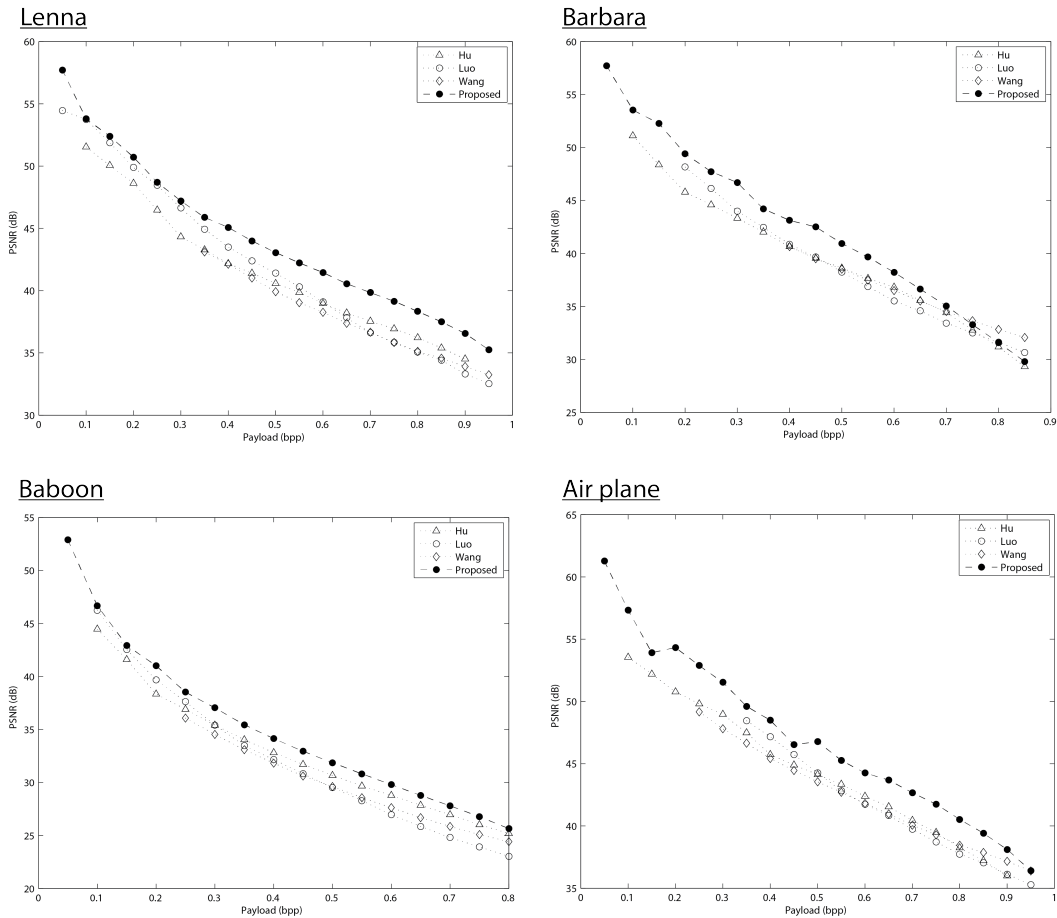 Lenna
60
55
50
45
40
35
30
PSNR (dB)
0 0.1 0.2 0.3 0.4 0.5 0.6 0.7 0.8 0.9 1
Payload (bpp)
Hu
Luo
Wang
Proposed
Barbara
60
55
50
45
40
35
30
25
PSNR (dB)
0 0.1 0.2 0.3 0.4 0.5 0.6 0.7 0.8 0.9
Payload (bpp)
Hu
Luo
Wang
Proposed
Baboon
55
50
45
40
35
30
25
20
PSNR (dB)
0 0.1 0.2 0.3 0.4 0.5 0.6 0.7 0.8
Payload (bpp)
Hu
Luo
Wang
Proposed
Air plane
65
60
55
50
45
40
35
PSNR (dB)
0 0.1 0.2 0.3 0.4 0.5 0.6 0.7 0.8 0.9 1
Payload (bpp)
Hu
Luo
Wang
Proposed